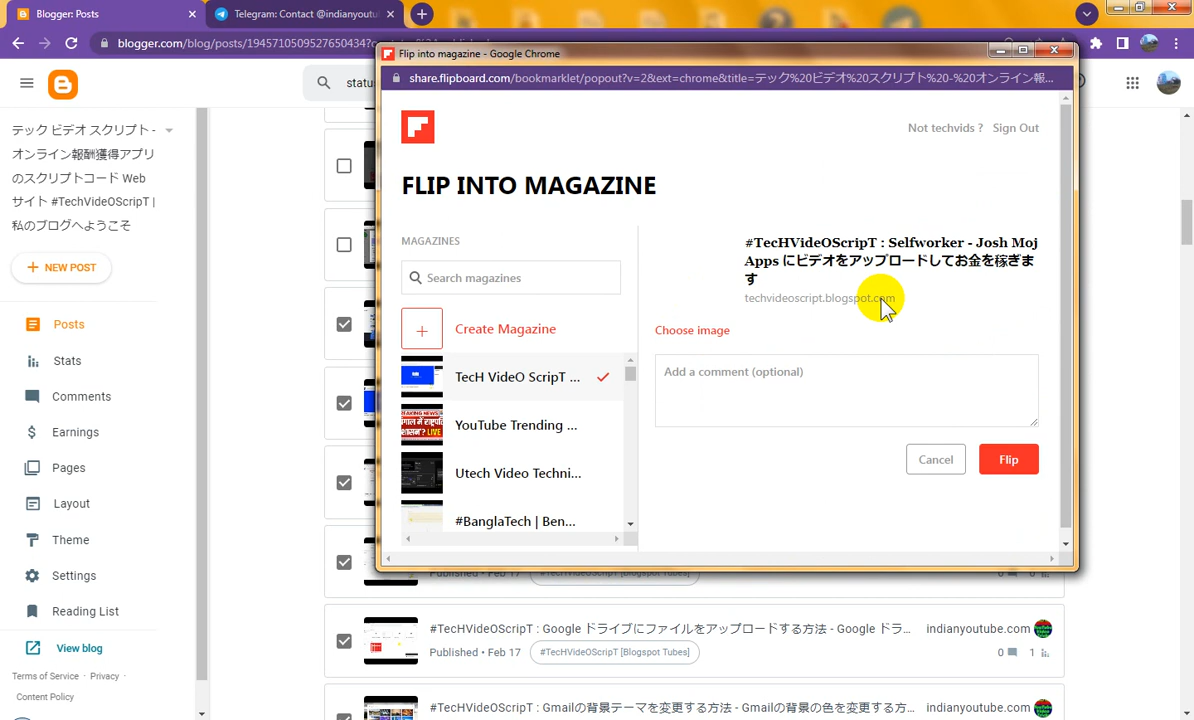 Blogger: Posts
Telegram: Contact @indianyoutu
blogger.com/blog/posts/1945710509527650434?
Flip into magazine - Google Chrome
share.flipboard.com/bookmarklet/popout?v=2&ext=chrome&title=テック%20ビデオ%20スクリプト%20-%20オンライン報...
statu
Not techvids ? Sign Out
FLIP INTO MAGAZINE
MAGAZINES
Search magazines
Create Magazine
TecH VideO ScripT ...
YouTube Trending ...
Utech Video Techni...
#BanglaTech | Ben...
#TecHVideOScripT : Selfworker - Josh Moj
Apps にビデオをアップロードしてお金を稼ぎま
す
techvideoscript.blogspot.com
Choose image
Add a comment (optional)
Cancel
Flip
テック ビデオ スクリプト -
オンライン報酬獲得アプリ
のスクリプトコード Web
サイト #TechVideOScripT |
私のブログへようこそ
NEW POST
Posts
Stats
Comments
Earnings
Pages
Layout
Theme
Settings
Reading List
View blog
Terms of Service · Privacy ·
Content Policy
Published • Feb 17
#TecHVideOScripT [Blogspot Tubes]
0
1
#TecHVideOScripT : Google ドライブにファイルをアップロードする方法 - Google ドラ...
indianyoutube.com
Published • Feb 17
#TecHVideOScripT [Blogspot Tubes]
0
1
#TecHVideOScripT : Gmailの背景テーマを変更する方法 - Gmailの背景の色を変更する方...
indianyoutube.com